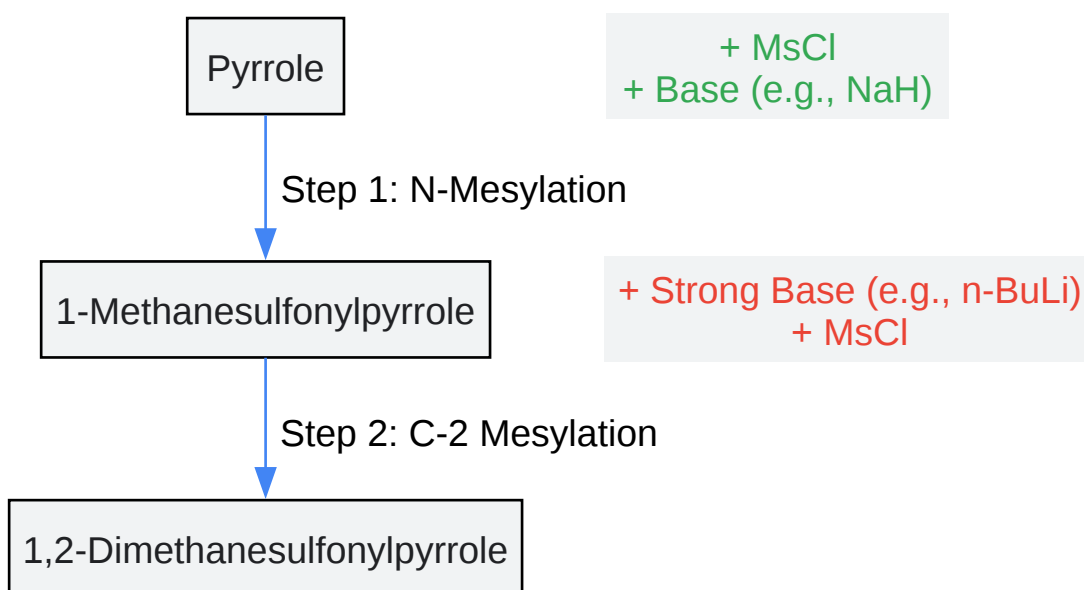 Pyrrole
+ MsCl
+ Base (e.g., NaH)
Step 1: N-Mesylation
1-Methanesulfonylpyrrole
+ Strong Base (e.g., n-BuLi)
+ MsCl
Step 2: C-2 Mesylation
1,2-Dimethanesulfonylpyrrole